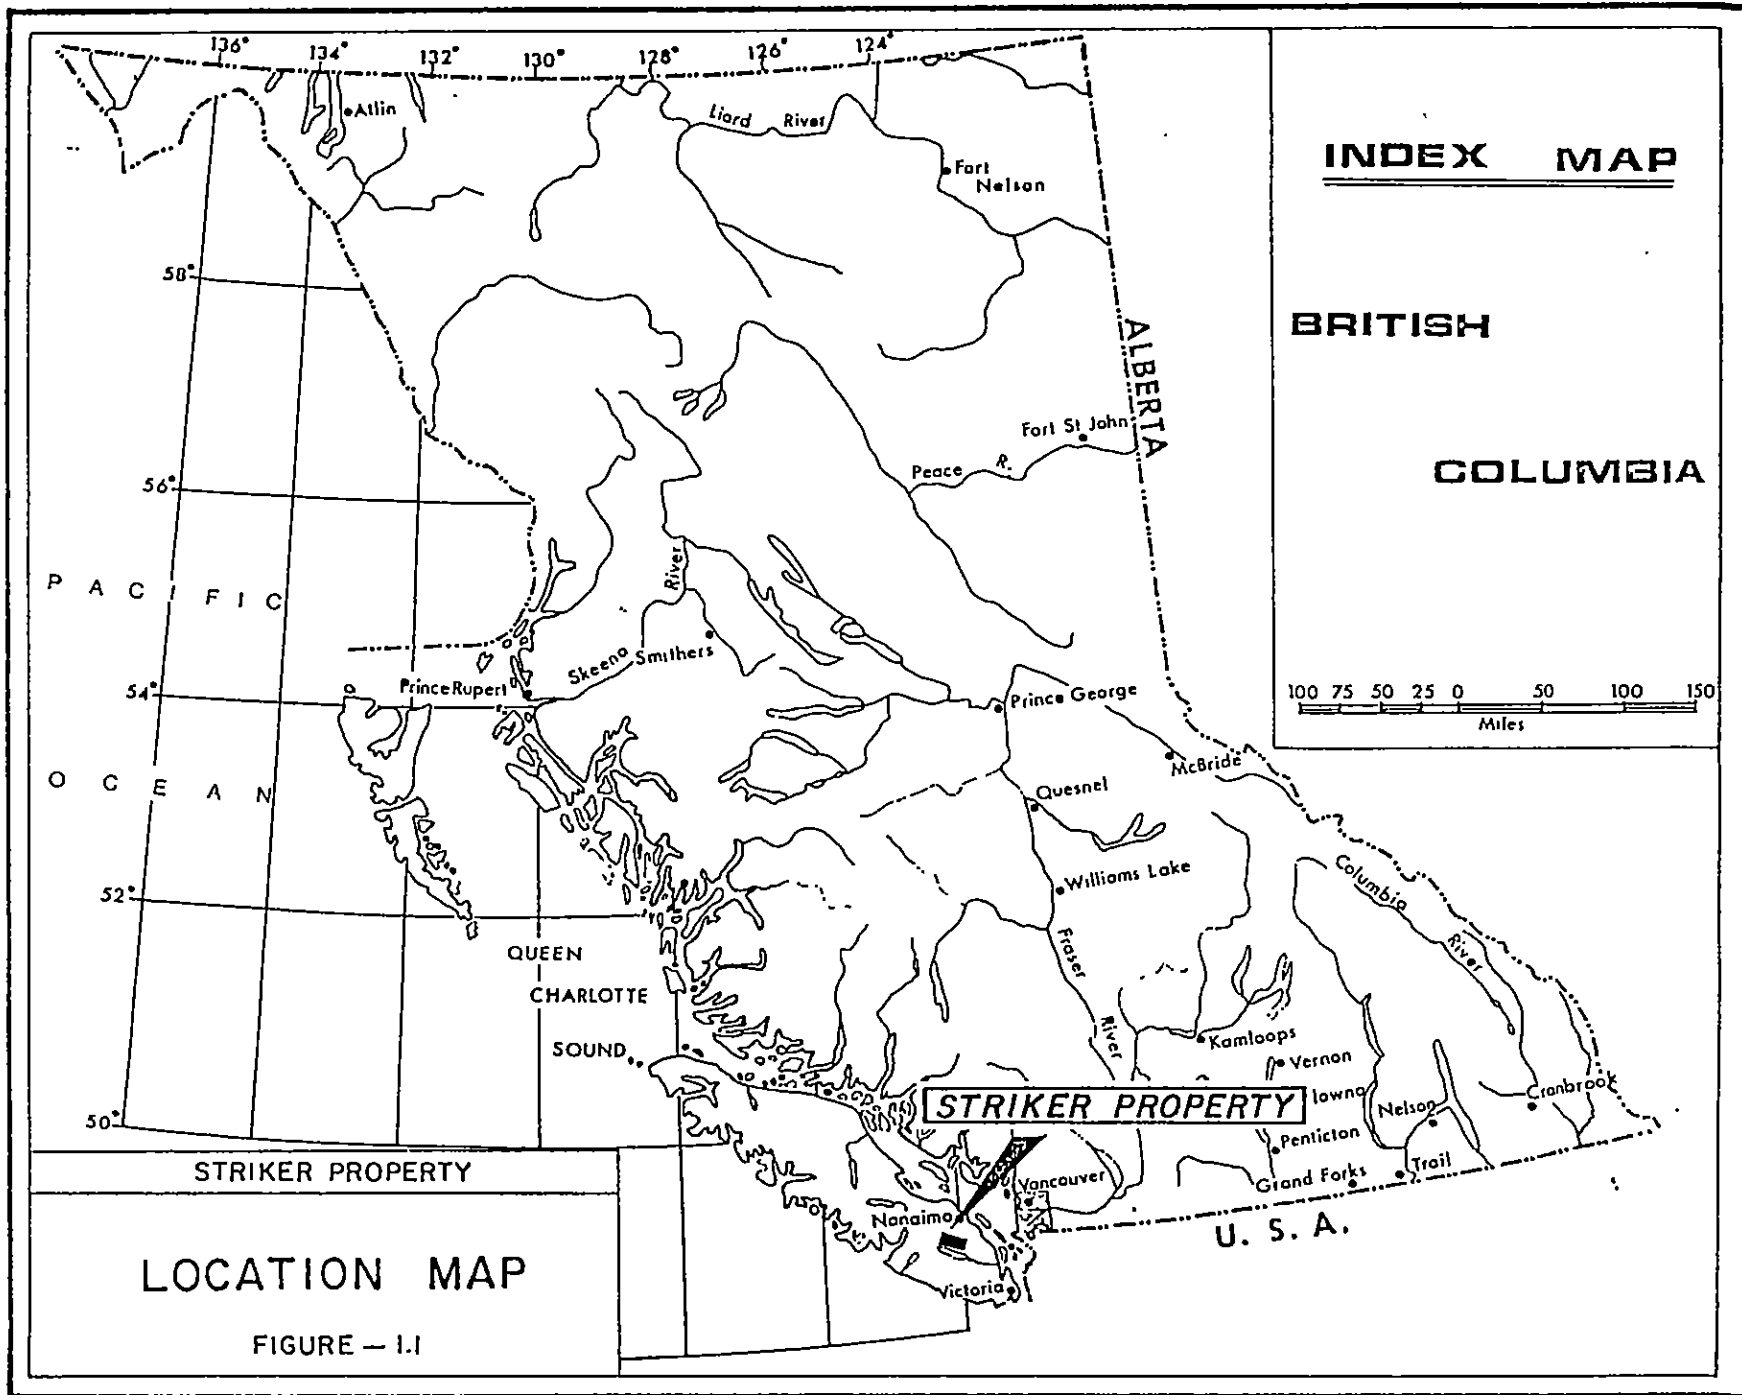 136° 134° 132° 130° 128° 126° 124°
Atlin
Liard River
Fort
Nelson
INDEX MAP
58°
BRITISH
ALBERTA
Fort St John
Peace R.
COLUMBIA
56°
PACIFIC
River
Skeena
Smithers
54°
Prince Rupert
Prince George
100 75 50 25 0 50 100 150
Miles
McBride
OCEAN
Quesnel
Williams Lake
Columbia
River
52°
QUEEN
CHARLOTTE
SOUND
Fraser
River
Kamloops
Vernon
lowna
Cranbrook
STRIKER PROPERTY
Nelson
50°
Penticton
Grand Forks
Trail
Vancouver
Nanaimo
U. S. A.
Victoria
STRIKER PROPERTY
LOCATION MAP
FIGURE — 1.1